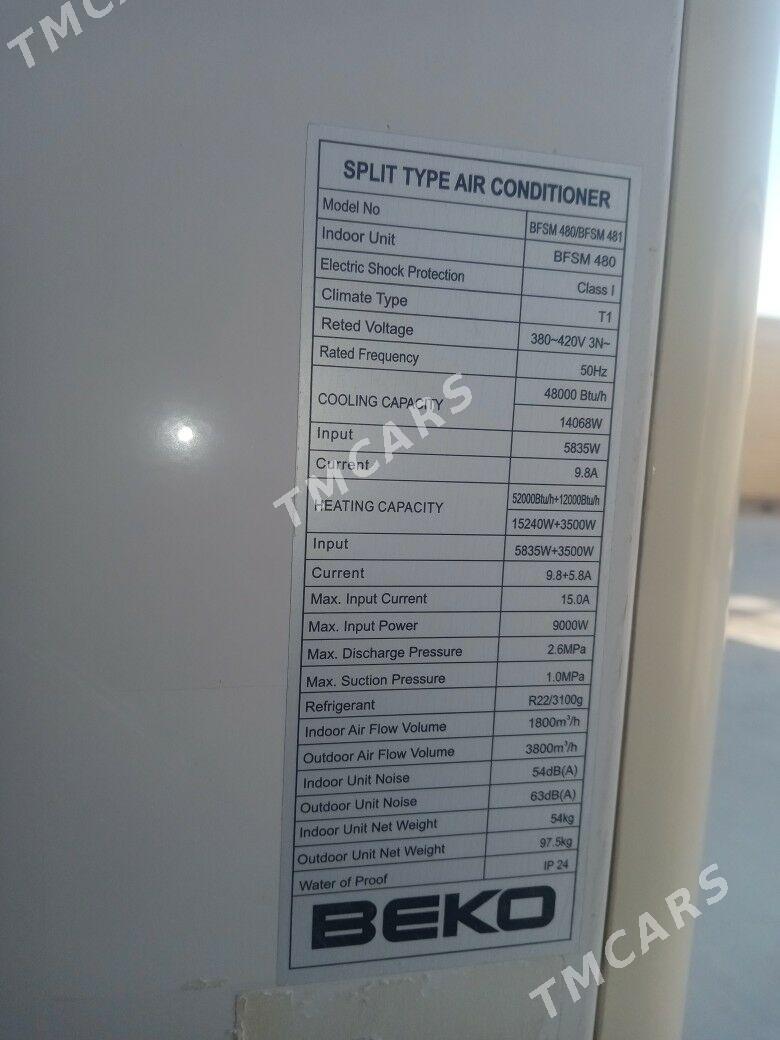 TMCARS
SPLIT TYPE AIR CONDITIONER
Model No BFSM 480/BFSM 481
Indoor Unit BFSM 480
Electric Shock Protection Class I
Climate Type T1
Reted Voltage 380~420V 3N~
Rated Frequency 50Hz
COOLING CAPACITY 48000 Btu/h
14068W
Input 5835W
Current 9.8A
HEATING CAPACITY 52000Btu/h+12000Btu/h
15240W+3500W
Input 5835W+3500W
Current 9.8+5.8A
Max. Input Current 15.0A
Max. Input Power 9000W
Max. Discharge Pressure 2.6MPa
Max. Suction Pressure 1.0MPa
Refrigerant R22/3100g
Indoor Air Flow Volume 1800m³/h
Outdoor Air Flow Volume 3800m³/h
Indoor Unit Noise 54dB(A)
Outdoor Unit Noise 63dB(A)
Indoor Unit Net Weight 54kg
Outdoor Unit Net Weight 97.5kg
Water of Proof IP 24
BEKO
TMCARS
TMCARS